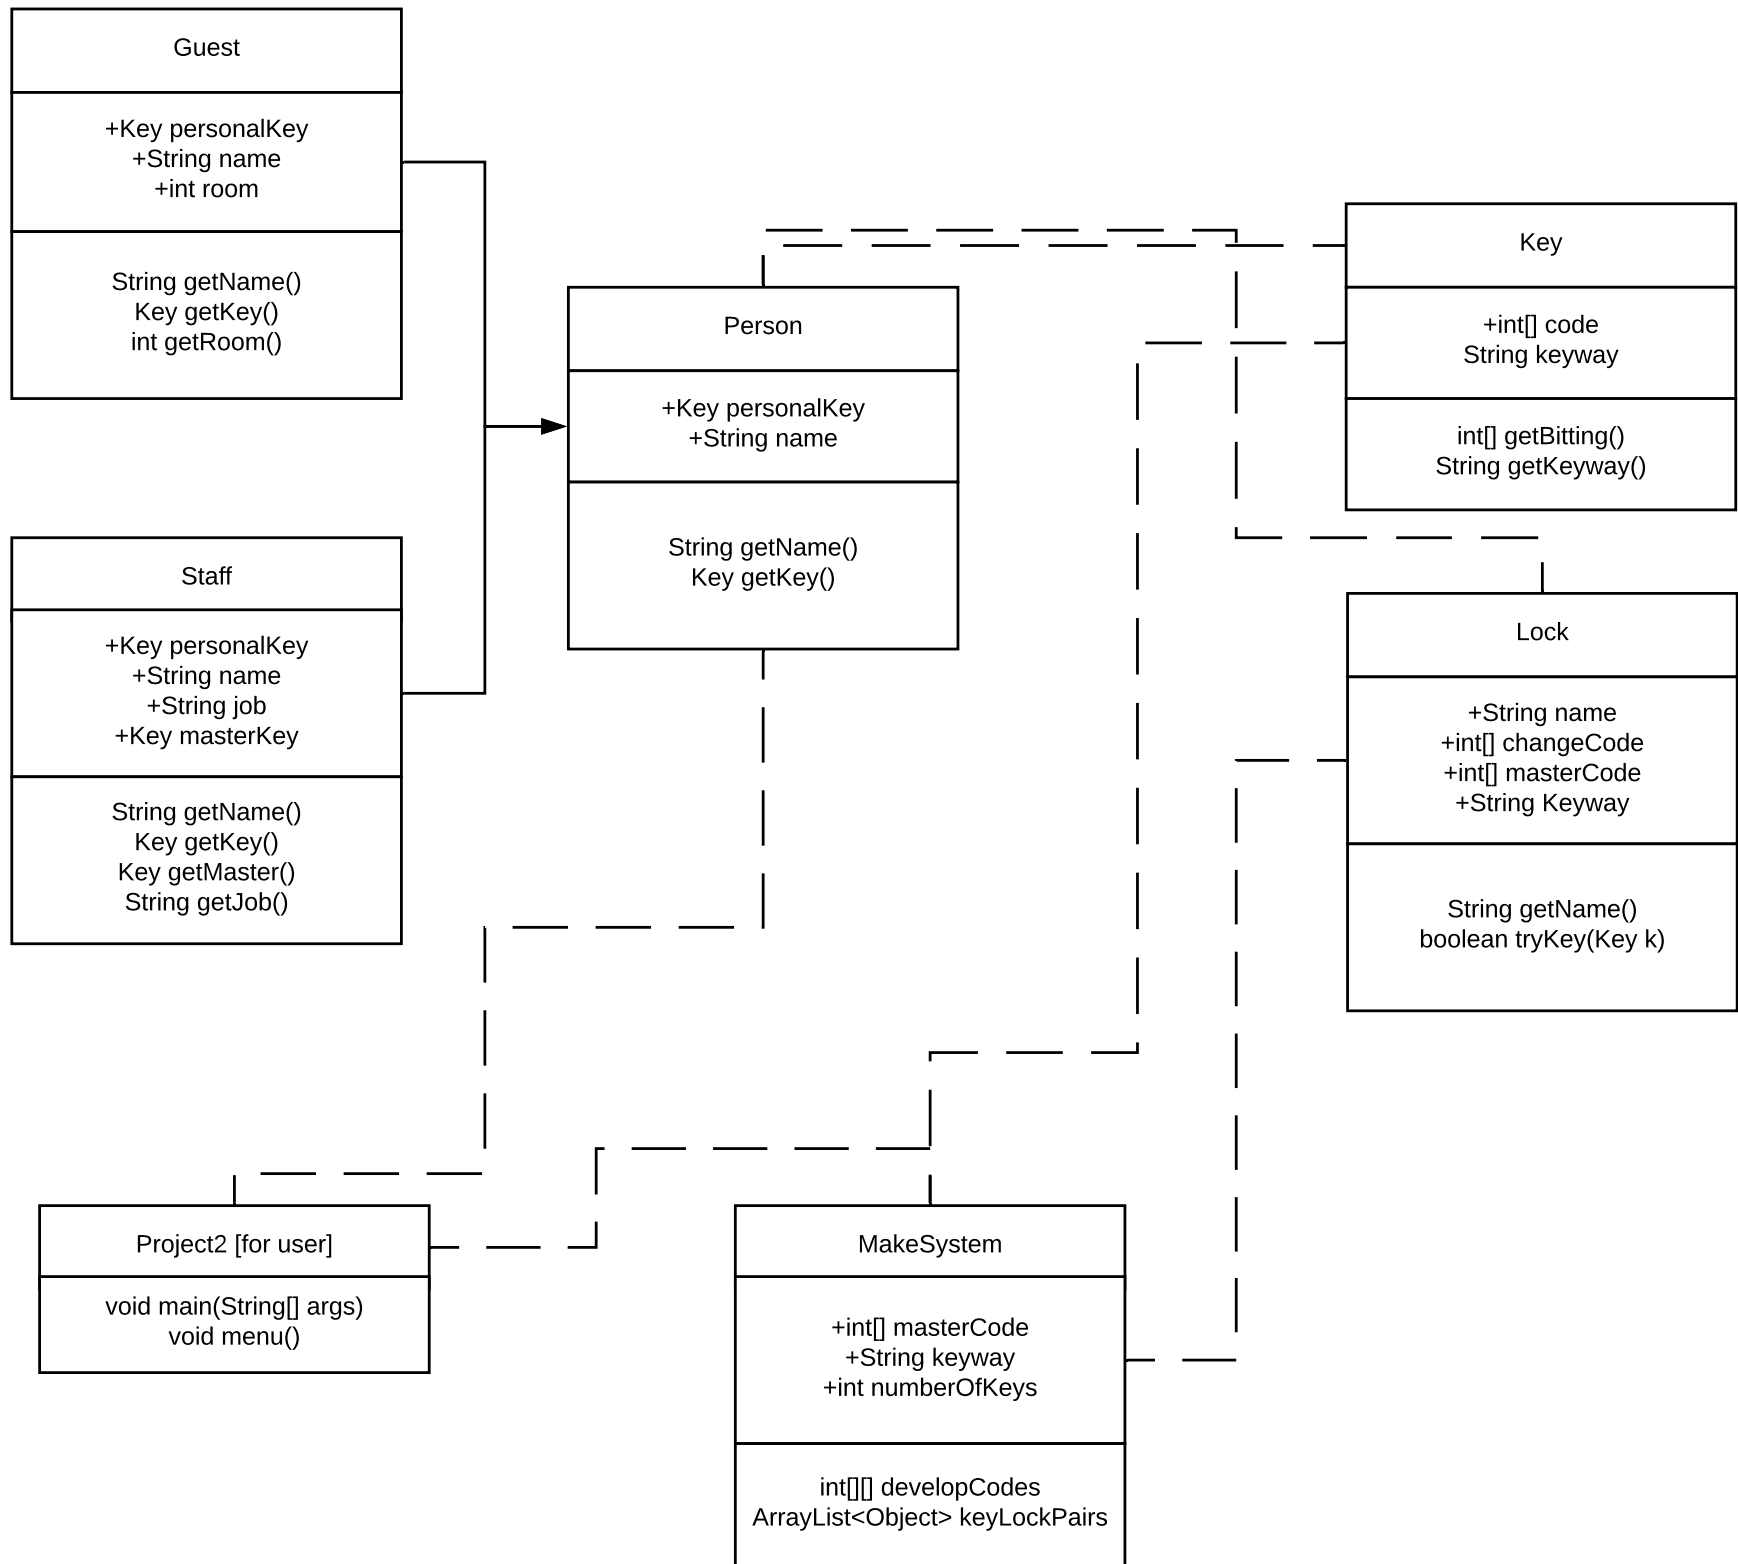 Guest
+Key personalKey
+String name
+int room
String getName()
Key getKey()
int getRoom()
Staff
+Key personalKey
+String name
+String job
+Key masterKey
String getName()
Key getKey()
Key getMaster()
String getJob()
Person
+Key personalKey
+String name
String getName()
Key getKey()
Key
+int[] code
String keyway
int[] getBitting()
String getKeyway()
Lock
+String name
+int[] changeCode
+int[] masterCode
+String Keyway
String getName()
boolean tryKey(Key k)
Project2 [for user]
void main(String[] args)
void menu()
MakeSystem
+int[] masterCode
+String keyway
+int numberOfKeys
int[][] developCodes
ArrayList<Object> keyLockPairs